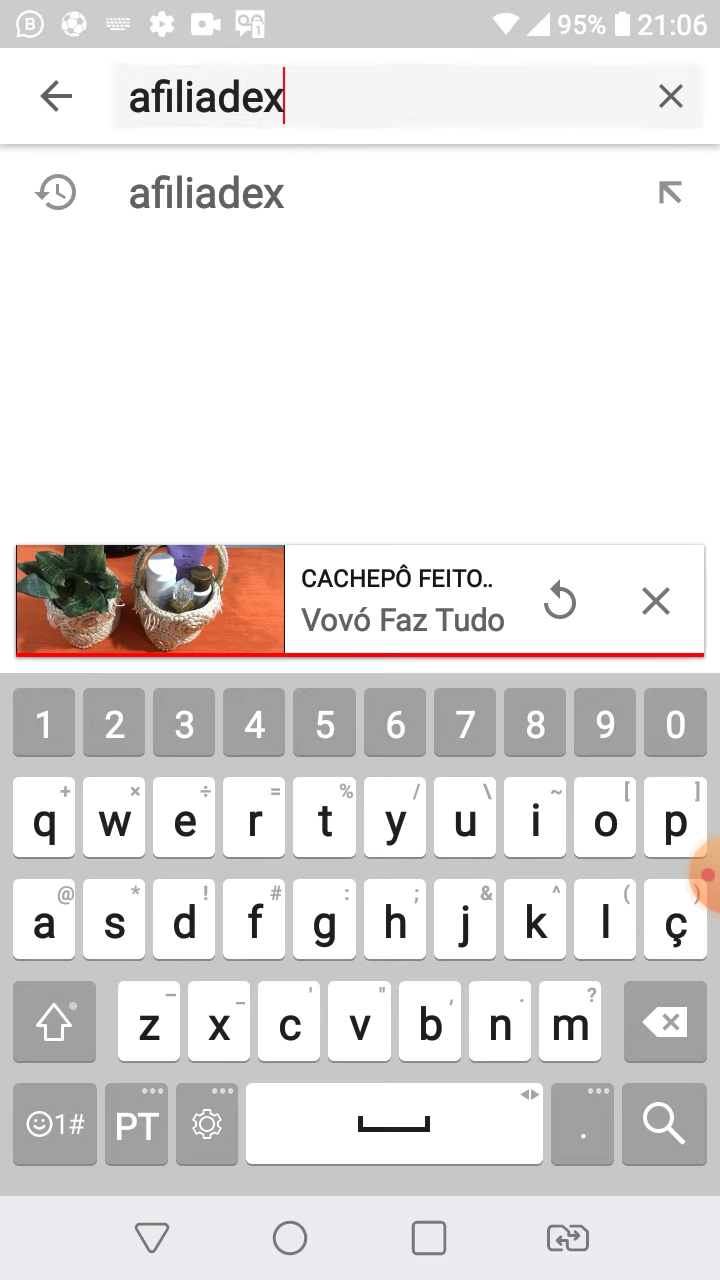 95% 21:06
afiliadex
afiliadex
CACHEPÔ FEITO..
Vovó Faz Tudo
1 2 3 4 5 6 7 8 9 0
+ × ÷ = % / \ ~ [ ]
q w e r t y u i o p
@ * ! # : ; & ^ ( )
a s d f g h j k l ç
– _ ' " , . ?
z x c v b n m
1# PT .